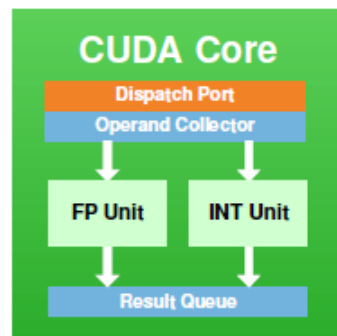 CUDA Core
Dispatch Port
Operand Collector
FP Unit INT Unit
Result Queue